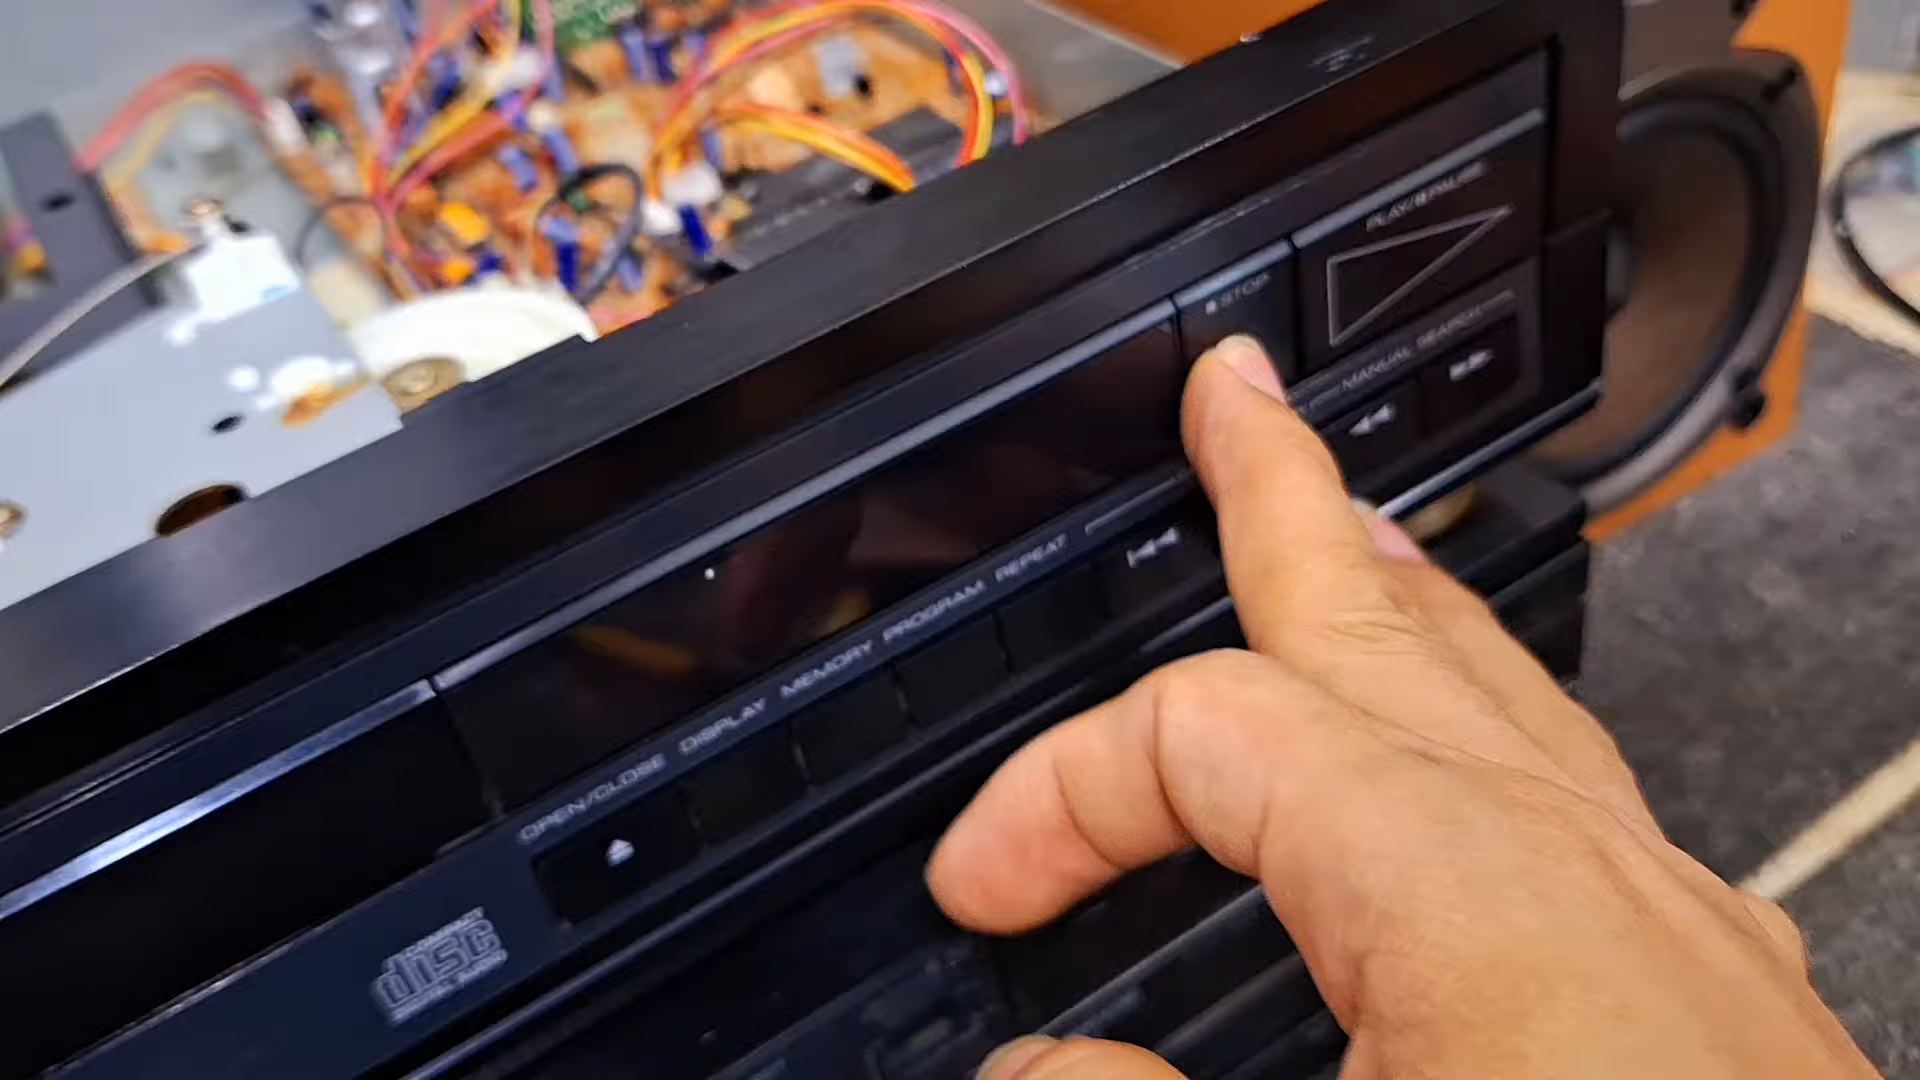 PLAY/PAUSE
STOP
MANUAL SEARCH
OPEN/CLOSE DISPLAY MEMORY PROGRAM REPEAT
COMPACT
disc
DIGITAL AUDIO